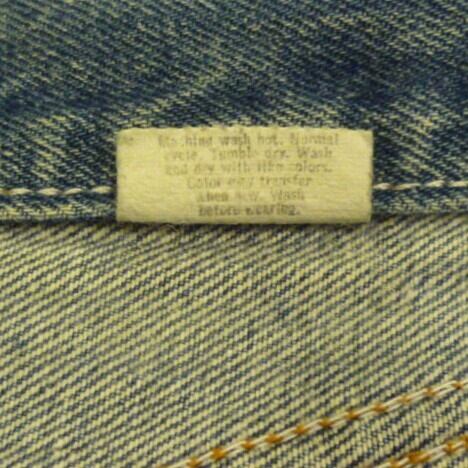 Machine wash hot. Normal
cycle. Tumble dry. Wash
and dry with like colors.
Color may transfer
when new. Wash
before wearing.